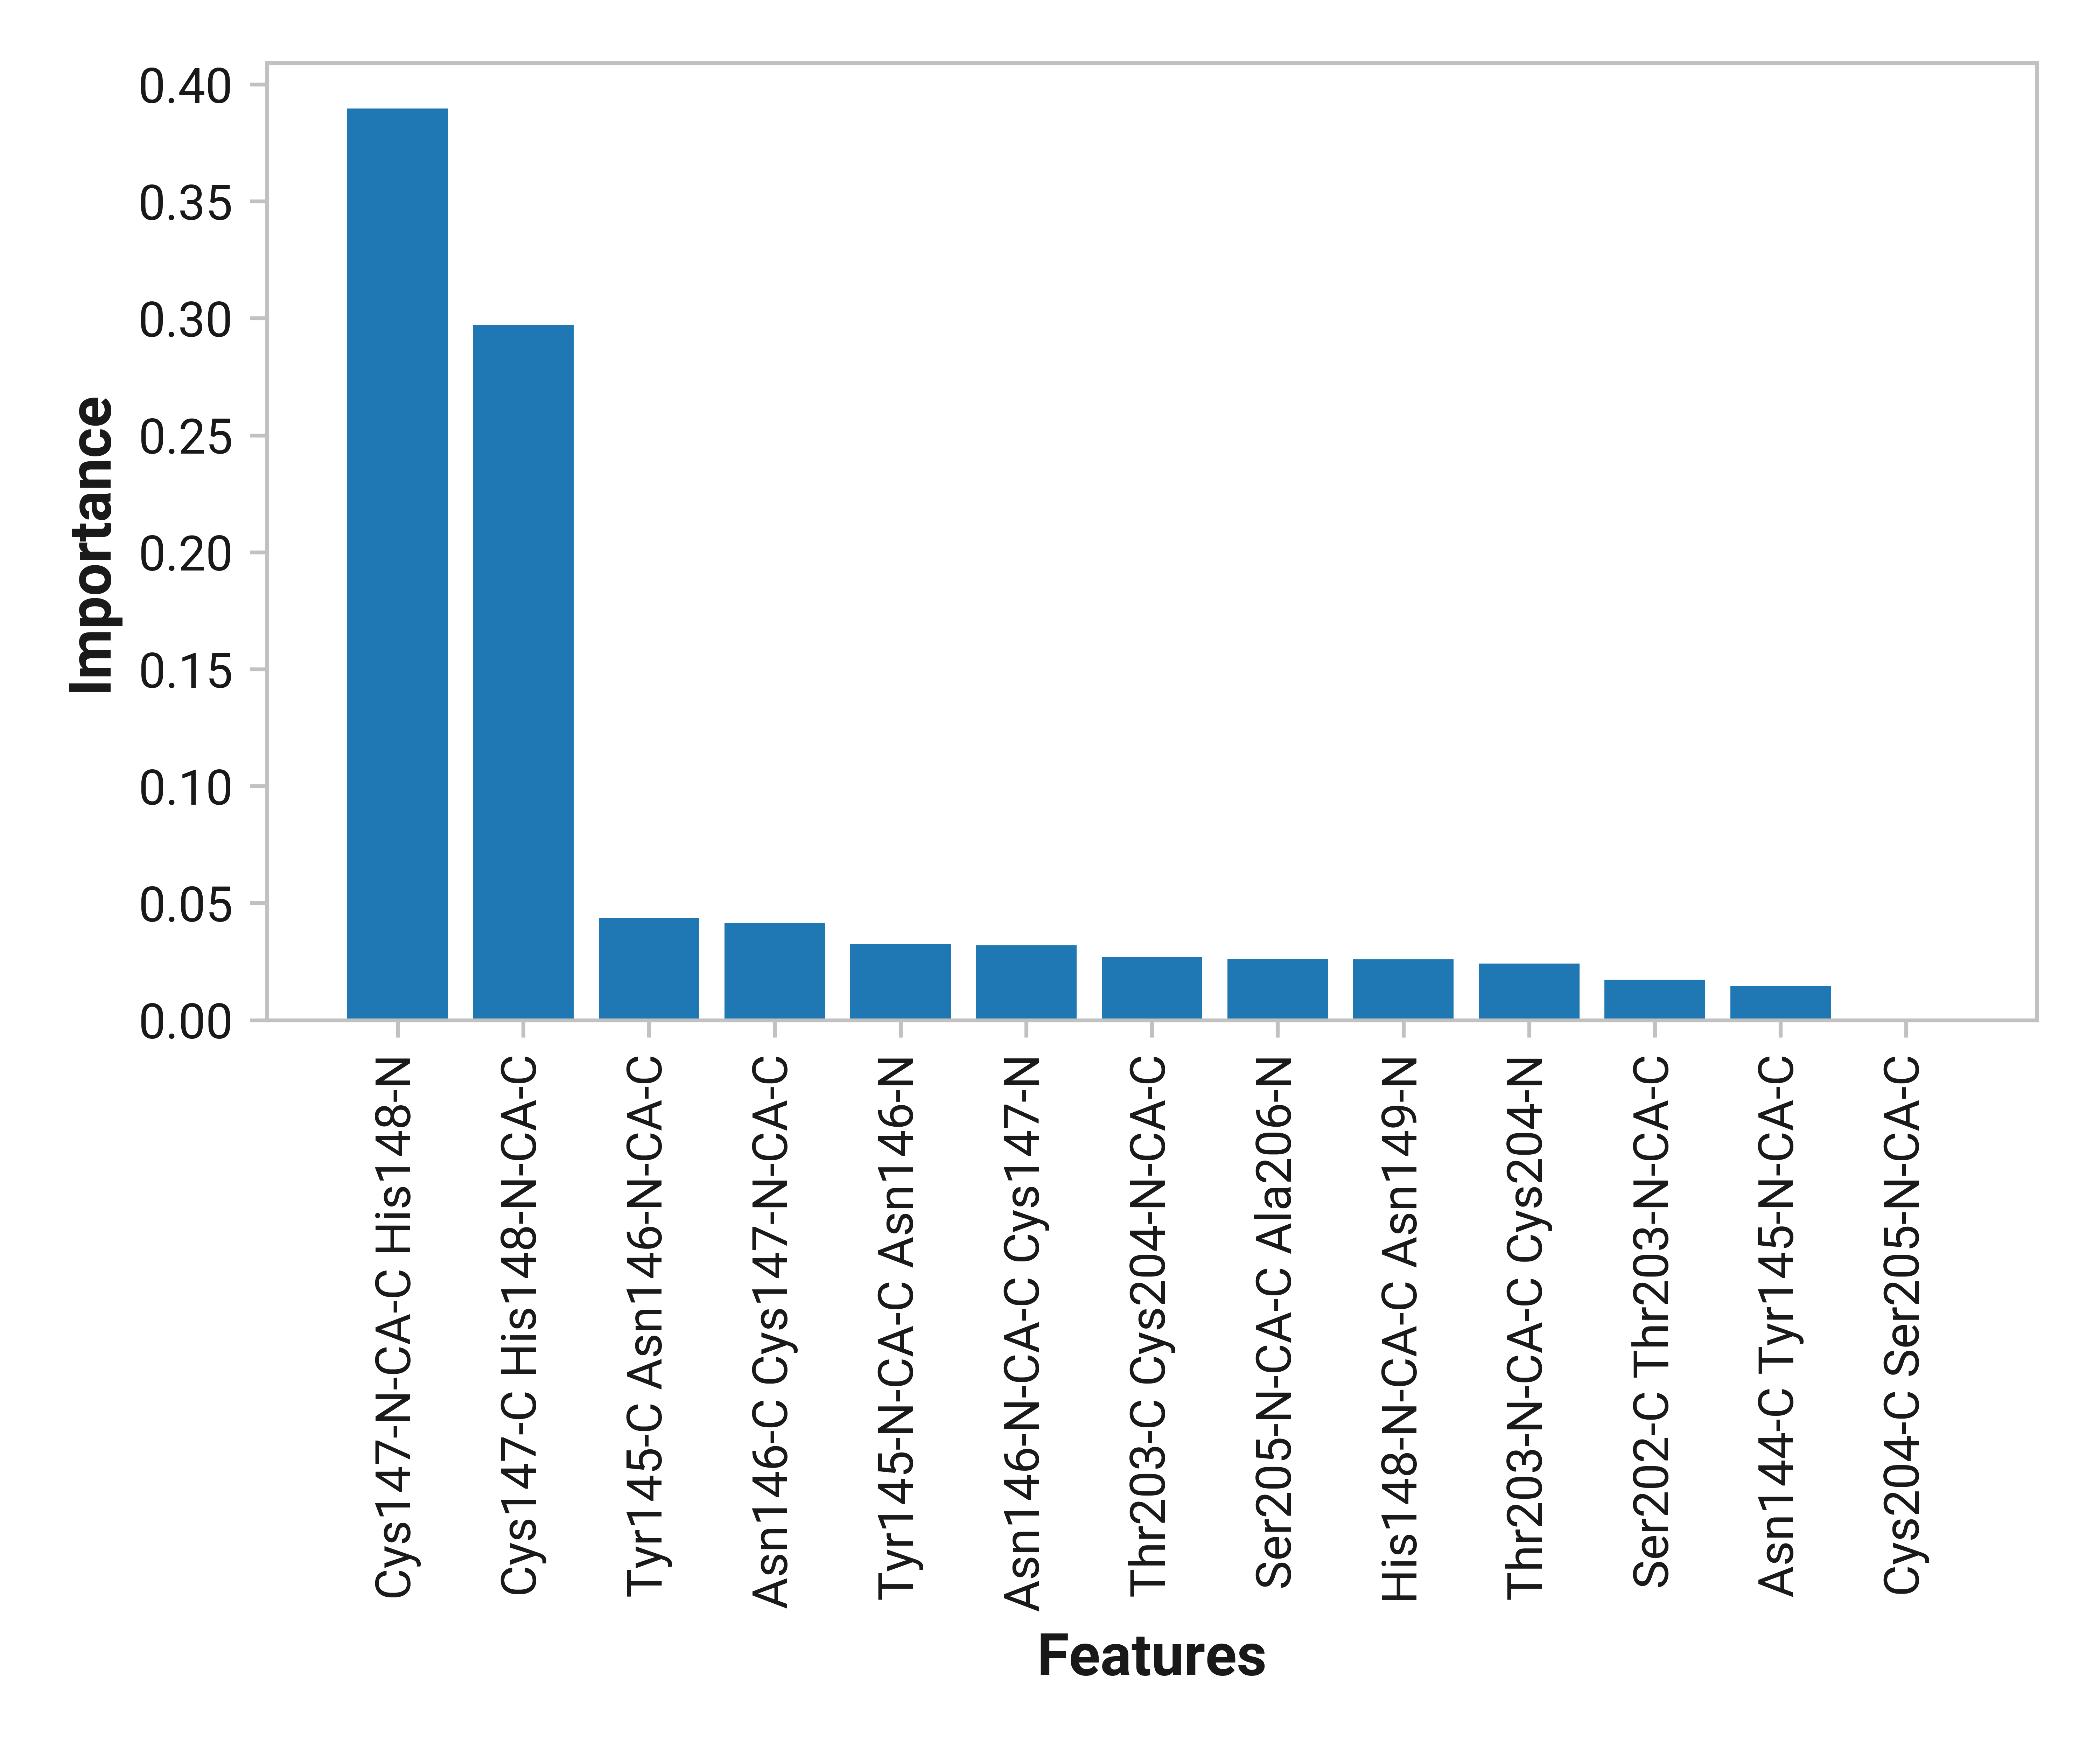 Importance
0.40
0.35
0.30
0.25
0.20
0.15
0.10
0.05
0.00
Cys147-N-CA-C His148-N
Cys147-C His148-N-CA-C
Tyr145-C Asn146-N-CA-C
Asn146-C Cys147-N-CA-C
Tyr145-N-CA-C Asn146-N
Asn146-N-CA-C Cys147-N
Thr203-C Cys204-N-CA-C
Ser205-N-CA-C Ala206-N
His148-N-CA-C Asn149-N
Thr203-N-CA-C Cys204-N
Ser202-C Thr203-N-CA-C
Asn144-C Tyr145-N-CA-C
Cys204-C Ser205-N-CA-C
Features